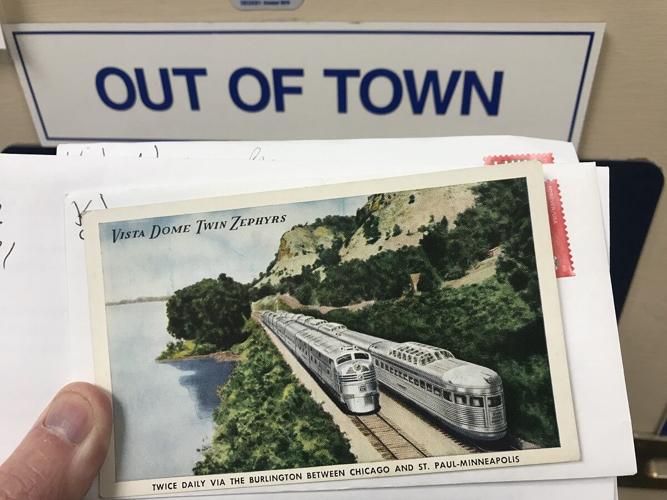 OUT OF TOWN
VISTA DOME TWIN ZEPHYRS
TWICE DAILY VIA THE BURLINGTON BETWEEN CHICAGO AND ST. PAUL-MINNEAPOLIS